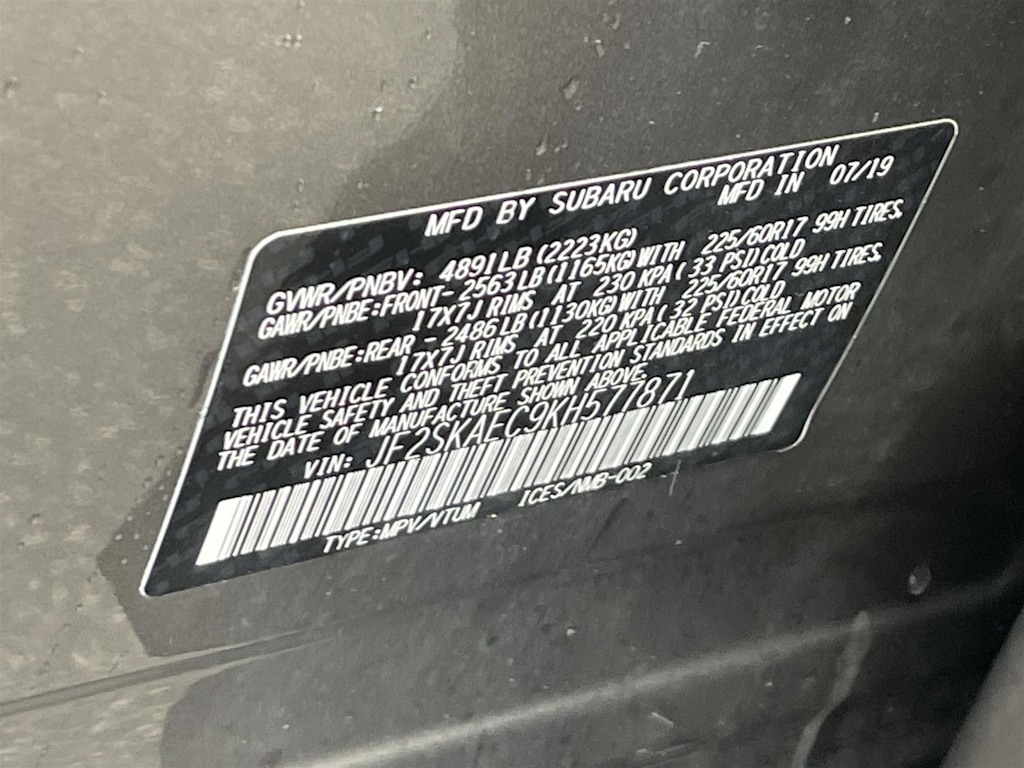 MFD BY SUBARU CORPORATION
MFD IN 07/19
GVWR/PNBV: 4891LB(2223KG)
GAWR/PNBE:FRONT- 2563LB(1165KG)WITH 225/60R17 99H TIRES,
17X7J RIMS AT 230 KPA( 33 PSI)COLD
GAWR/PNBE:REAR - 2486LB(1130KG)WITH 225/60R17 99H TIRES,
17X7J RIMS AT 220 KPA( 32 PSI)COLD
THIS VEHICLE CONFORMS TO ALL APPLICABLE FEDERAL MOTOR
VEHICLE SAFETY AND THEFT PREVENTION STANDARDS IN EFFECT ON
THE DATE OF MANUFACTURE SHOWN ABOVE.
VIN: JF2SKAEC9KH577871
TYPE:MPV/VTUM ICES/NMB-002